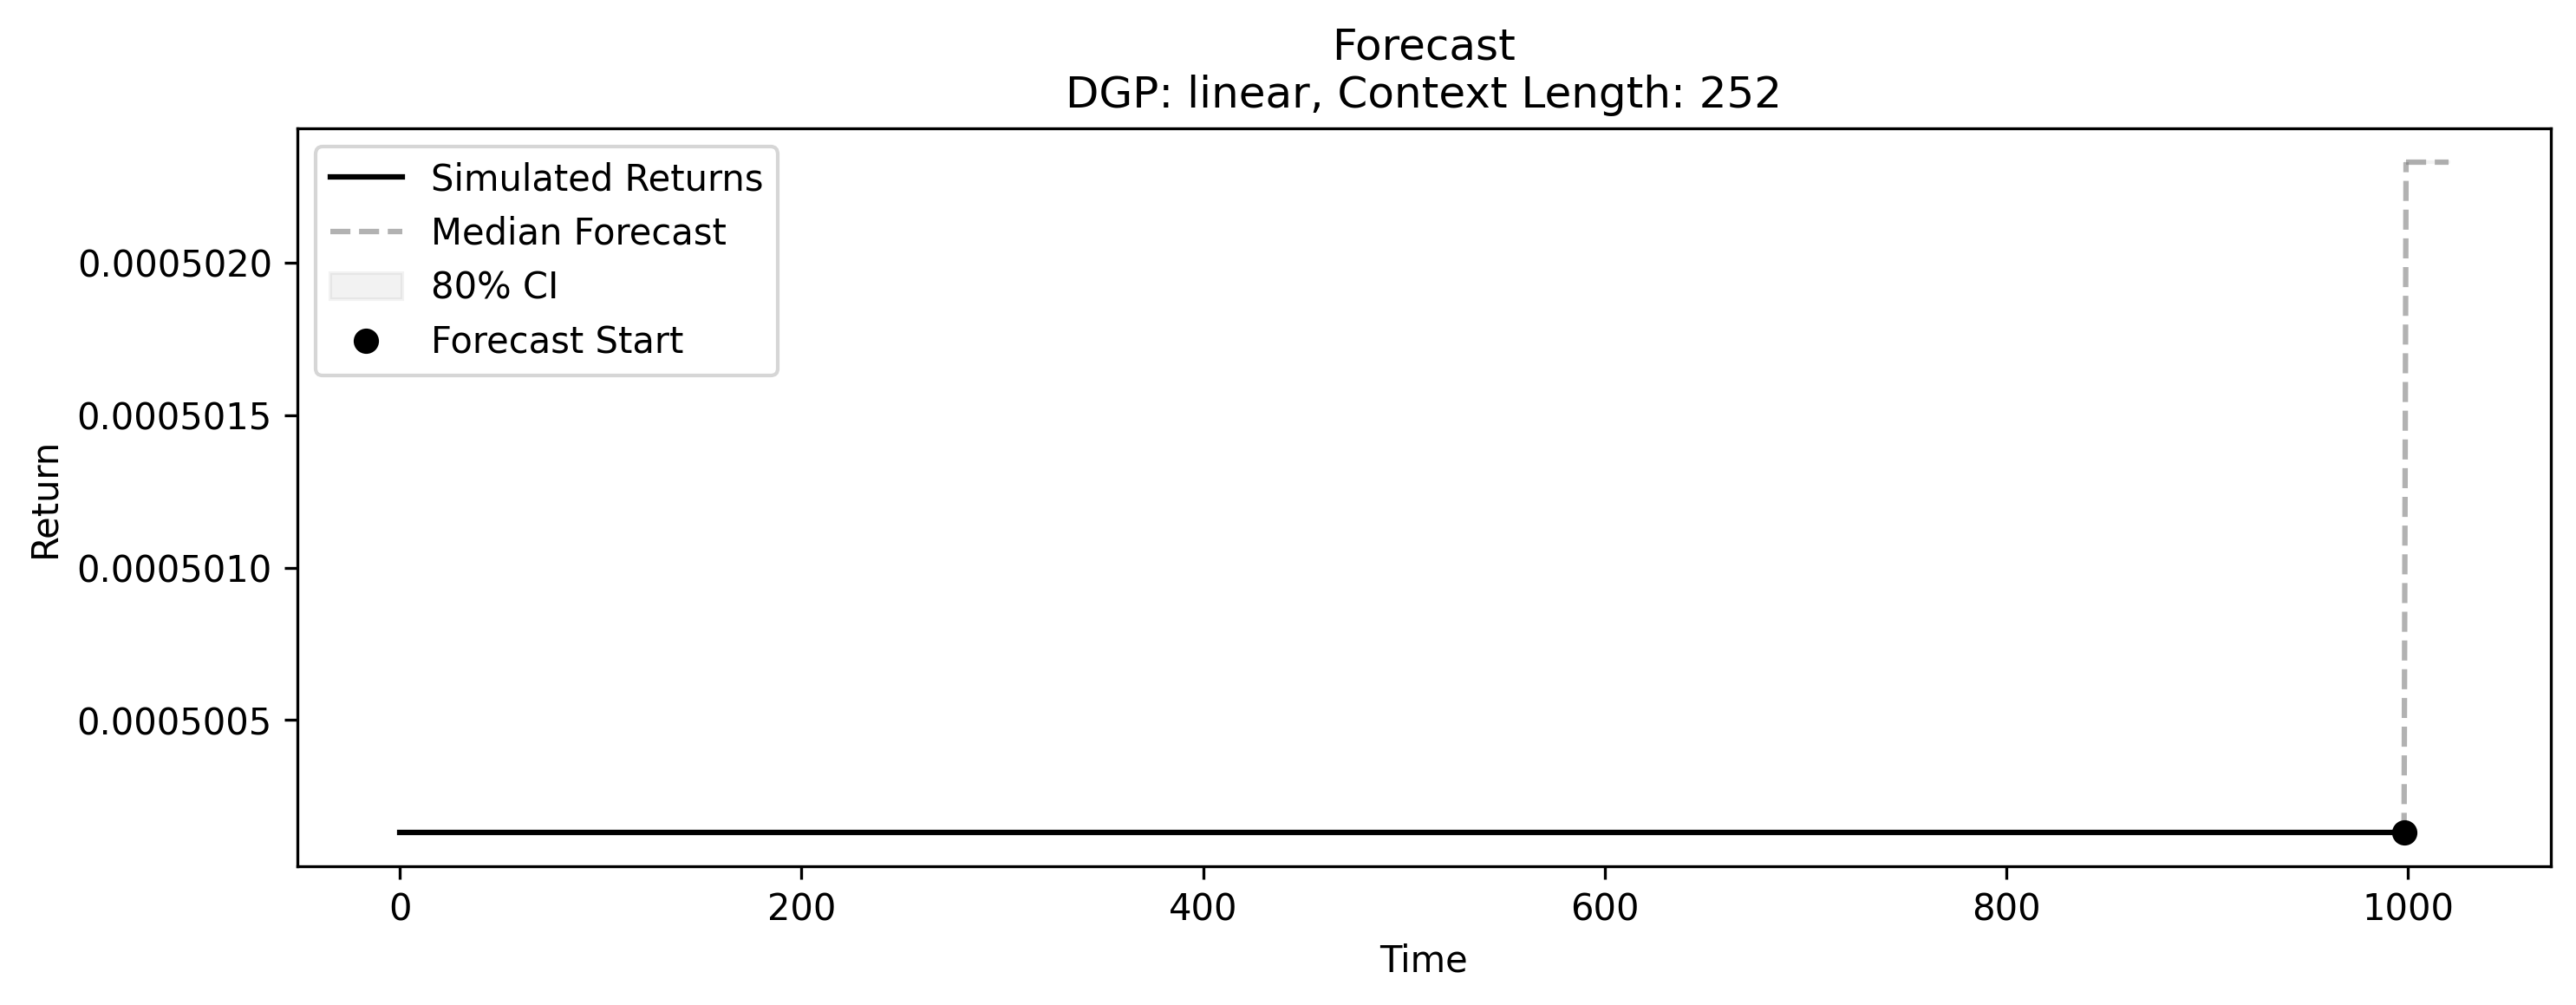 Forecast
DGP: linear, Context Length: 252
Simulated Returns
Median Forecast
80% CI
Forecast Start
0.0005020
0.0005015
0.0005010
0.0005005
Return
0 200 400 600 800 1000
Time